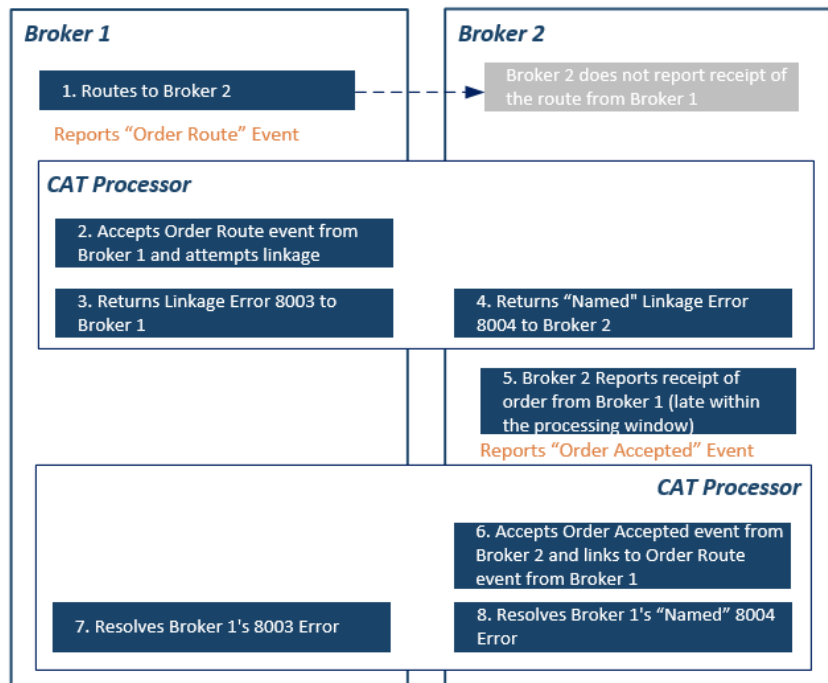 Broker 1
Broker 2
1. Routes to Broker 2
Broker 2 does not report receipt of
the route from Broker 1
Reports “Order Route” Event
CAT Processor
2. Accepts Order Route event from
Broker 1 and attempts linkage
3. Returns Linkage Error 8003 to
Broker 1
4. Returns “Named" Linkage Error
8004 to Broker 2
5. Broker 2 Reports receipt of
order from Broker 1 (late within
the processing window)
Reports “Order Accepted” Event
CAT Processor
6. Accepts Order Accepted event from
Broker 2 and links to Order Route
event from Broker 1
7. Resolves Broker 1's 8003 Error
8. Resolves Broker 1's “Named” 8004
Error